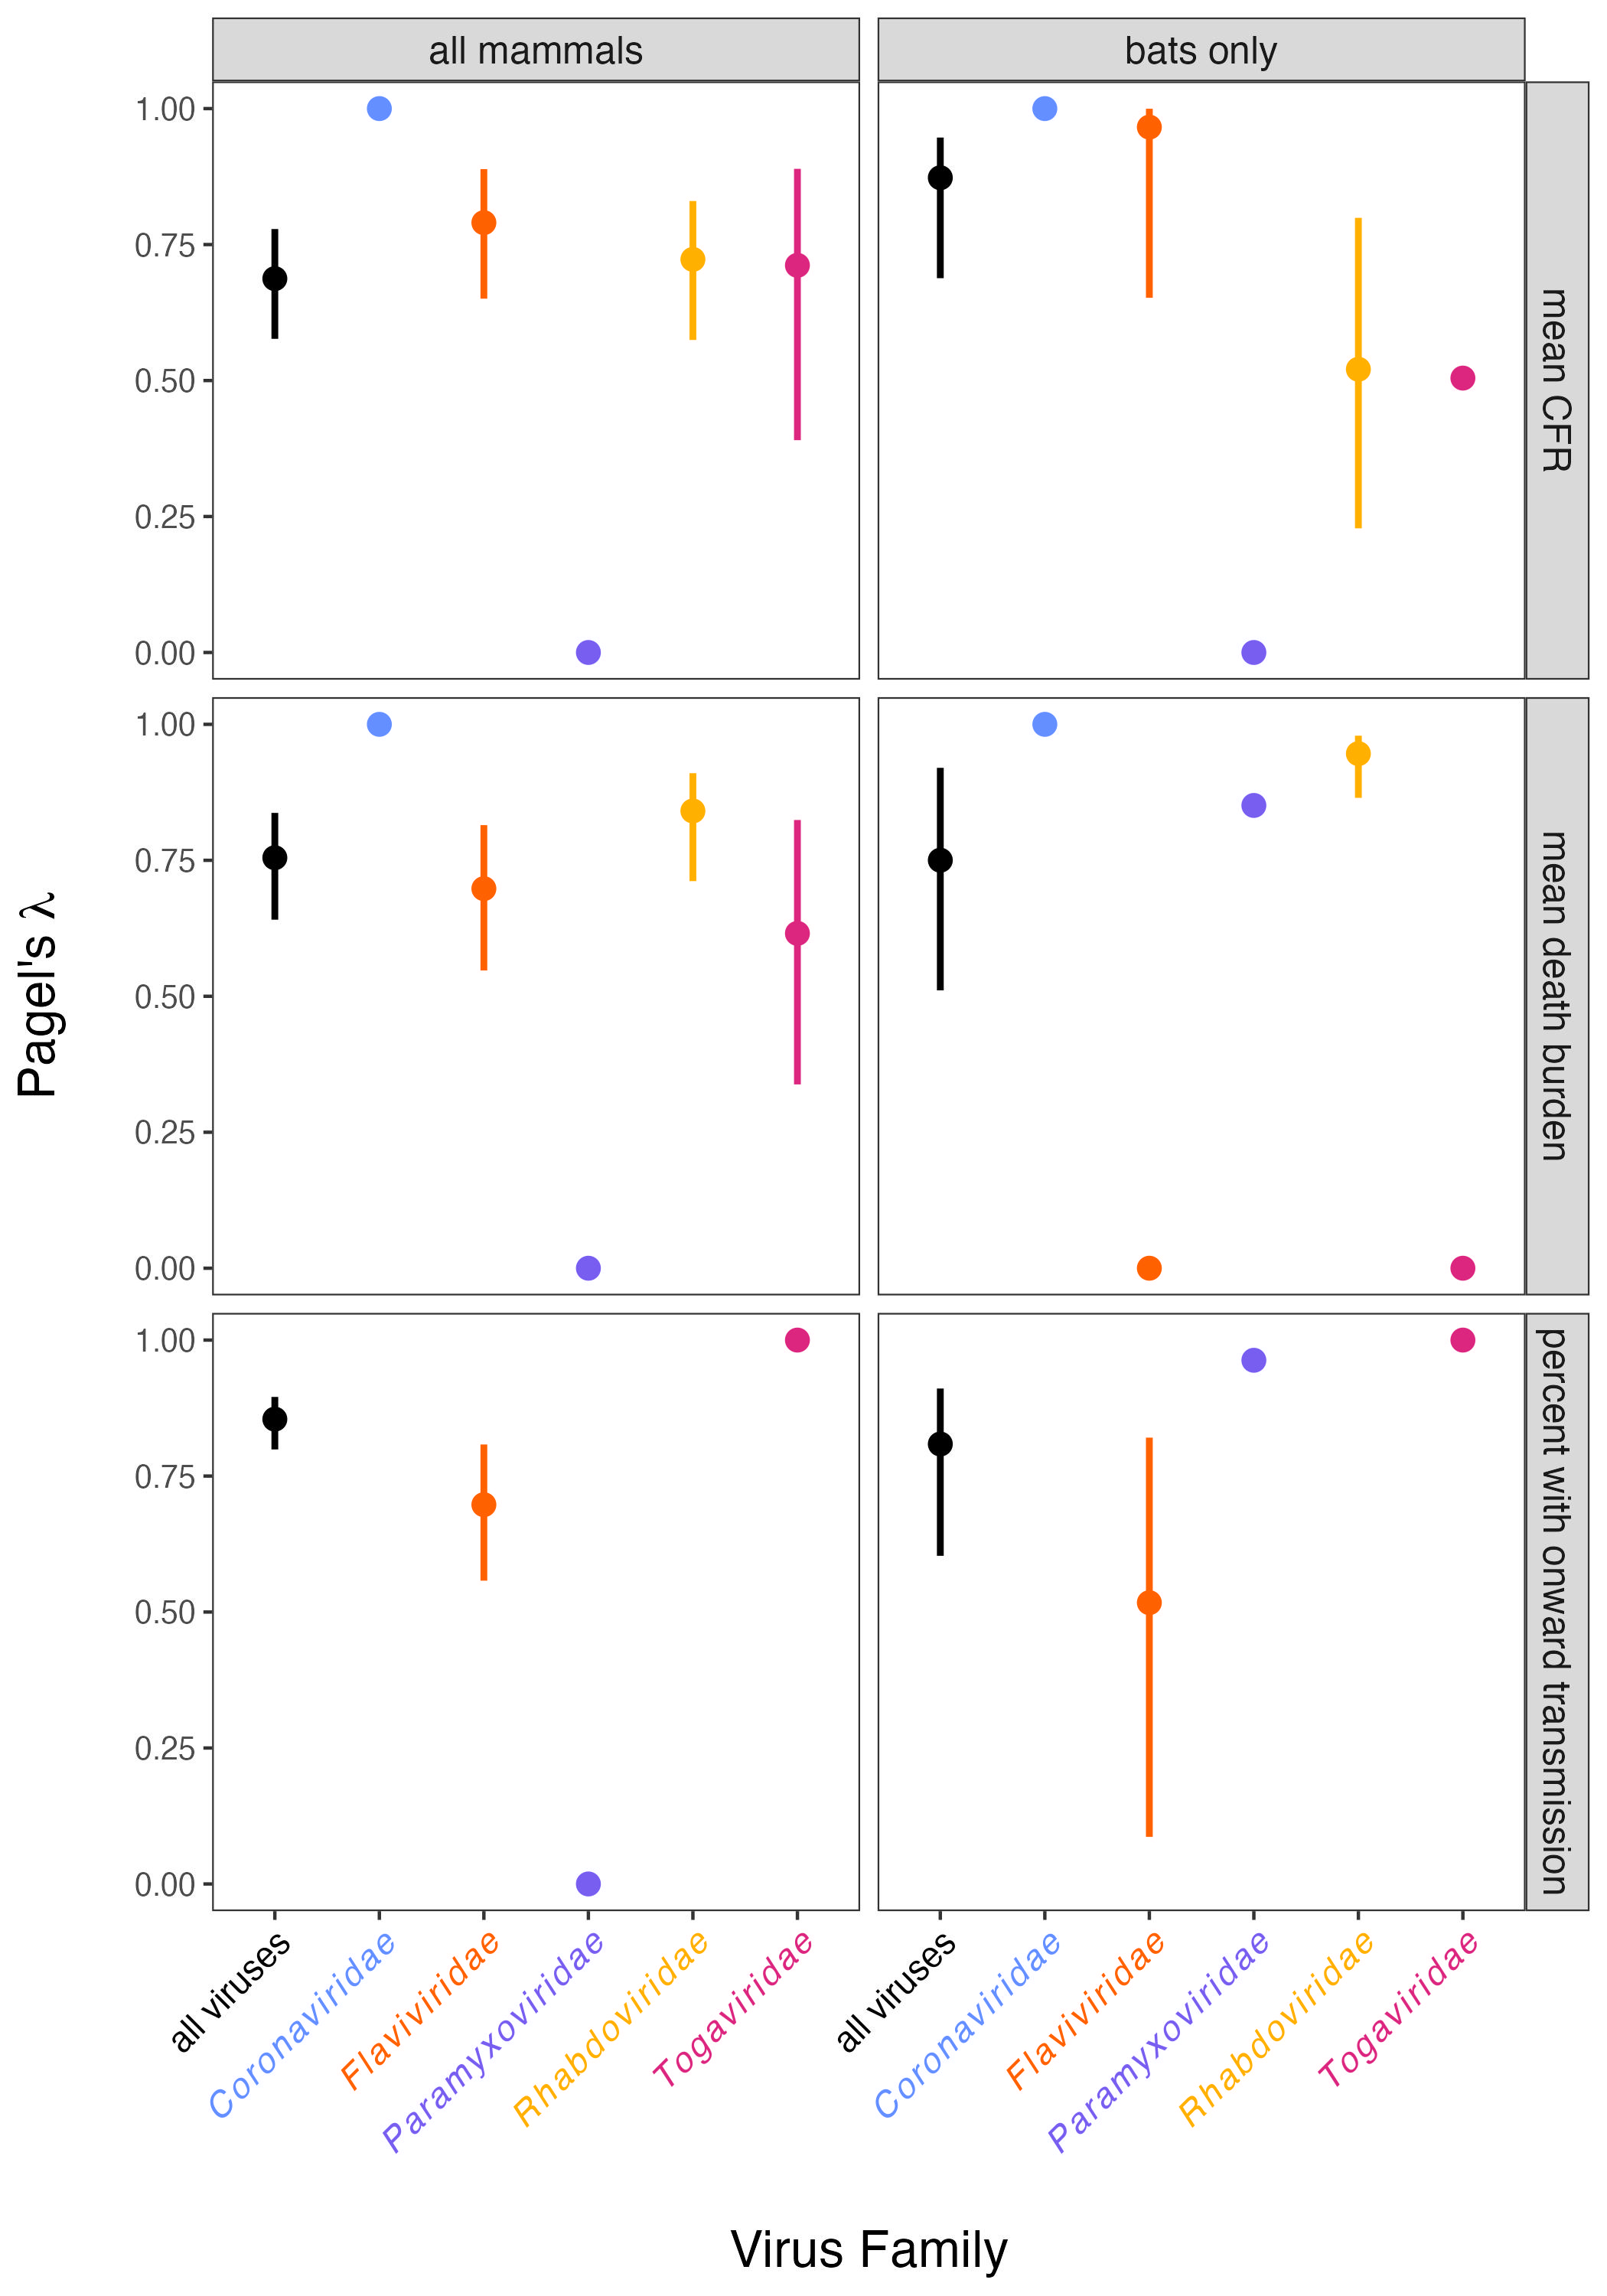 all mammals
bats only
1.00
0.75
0.50
0.25
0.00
mean CFR
1.00
0.75
0.50
0.25
0.00
mean death burden
1.00
0.75
0.50
0.25
0.00
percent with onward transmission
Pagel's λ
all viruses
Coronaviridae
Flaviviridae
Paramyxoviridae
Rhabdoviridae
Togaviridae
all viruses
Coronaviridae
Flaviviridae
Paramyxoviridae
Rhabdoviridae
Togaviridae
Virus Family